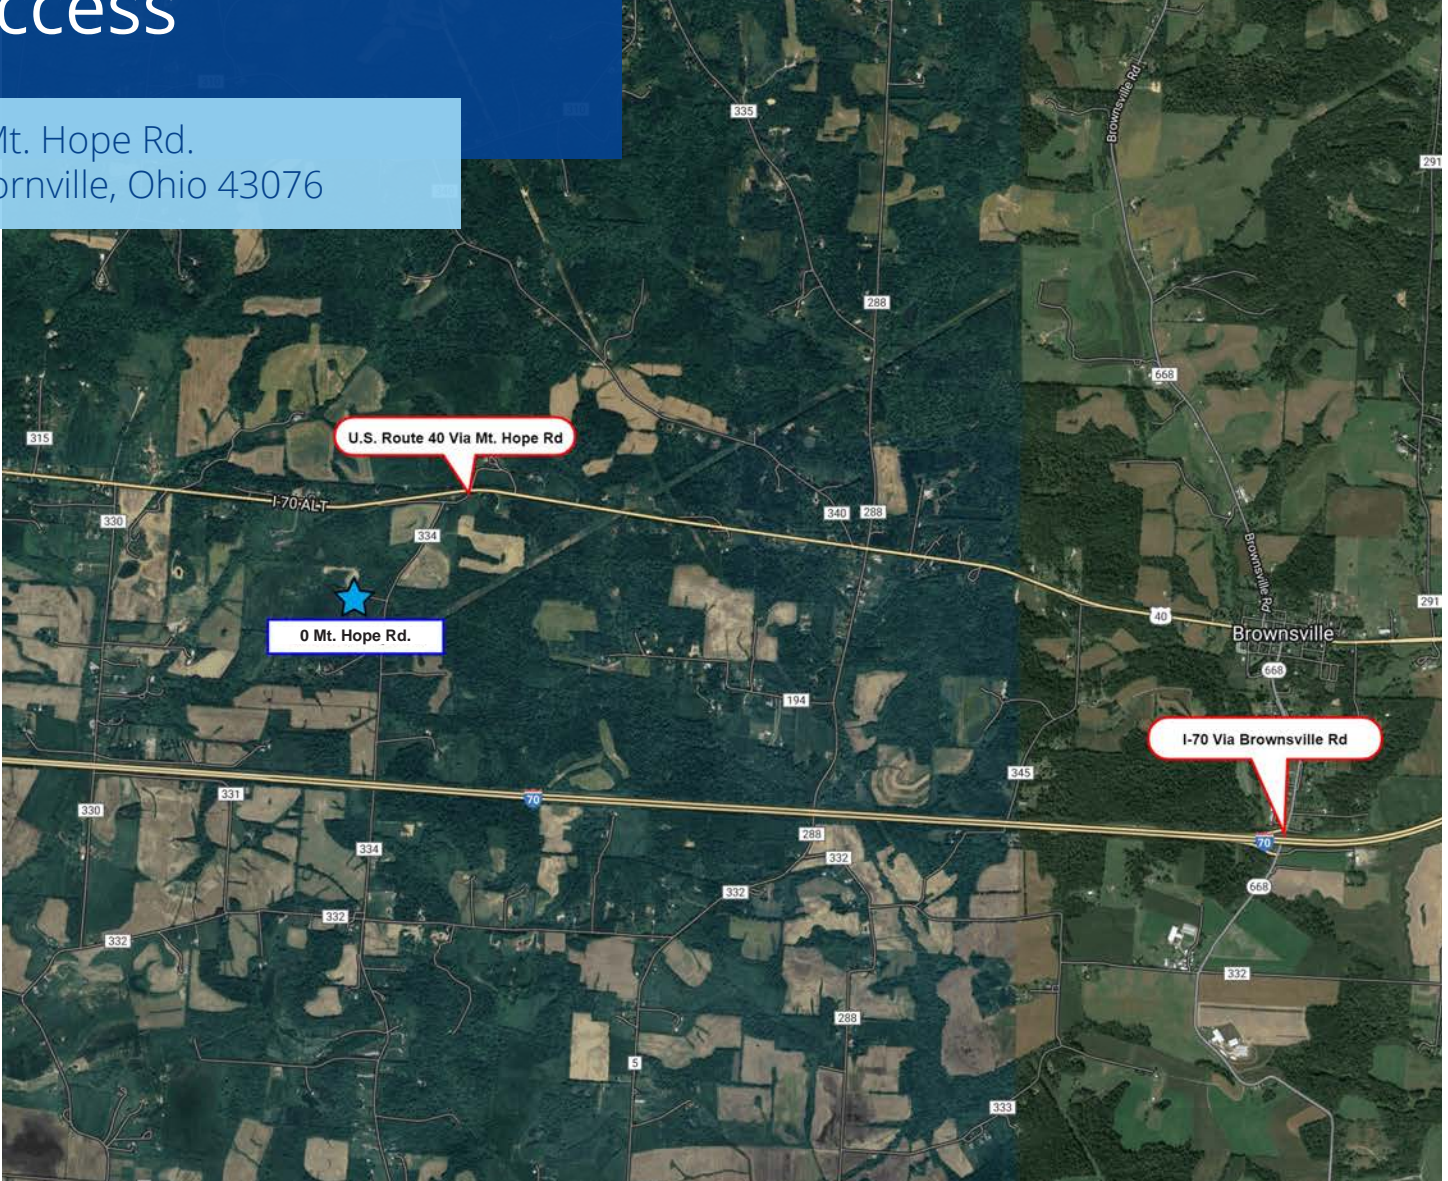 ccess
Mt. Hope Rd.
ornville, Ohio 43076
335
Brownsville Rd
291
288
668
315
U.S. Route 40 Via Mt. Hope Rd
I-70 ALT
330
334
340
288
Brownsville Rd
291
40
Brownsville
0 Mt. Hope Rd.
668
194
I-70 Via Brownsville Rd
345
331
70
330
288
70
334
332
332
668
332
332
332
288
5
333